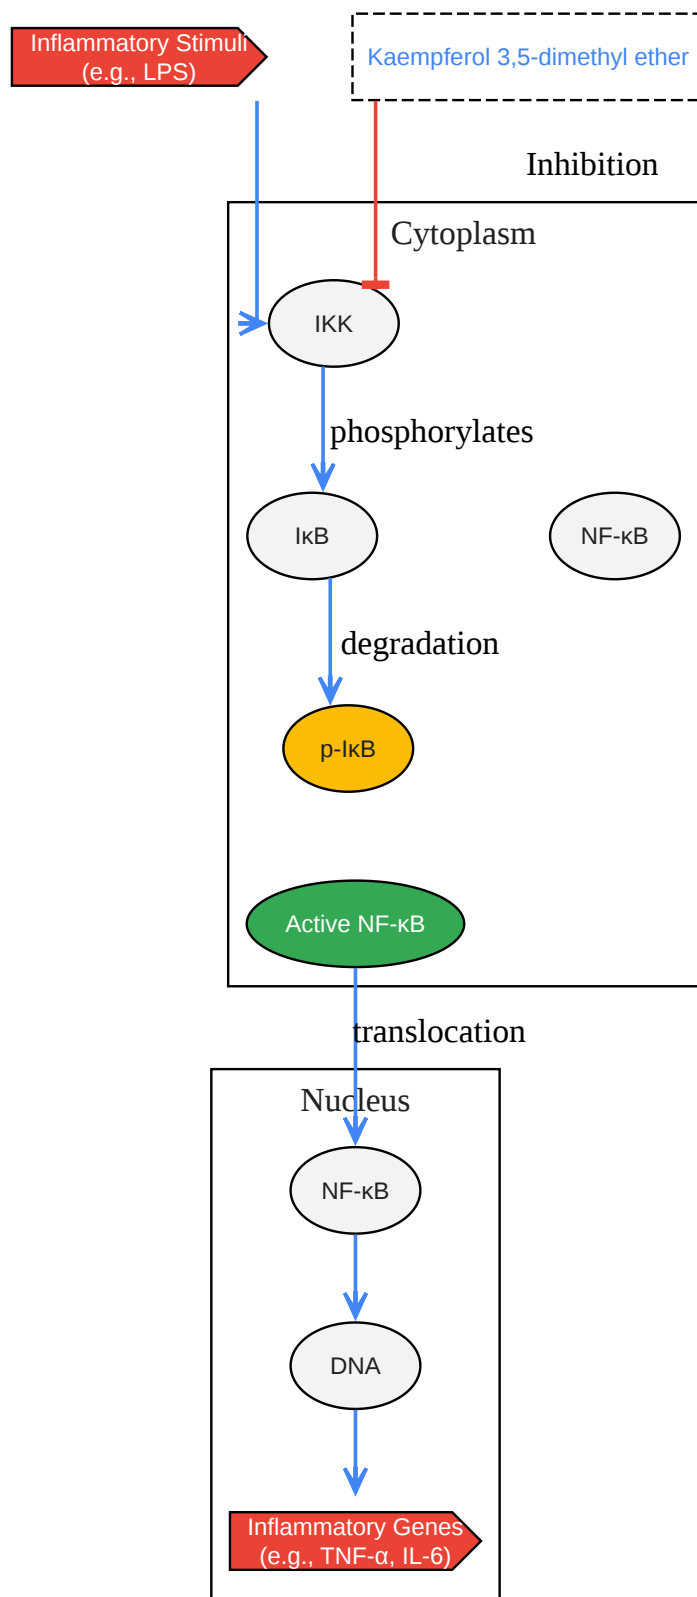 Inflammatory Stimuli
(e.g., LPS)
Kaempferol 3,5-dimethyl ether
Inhibition
Cytoplasm
IKK
phosphorylates
IκB
NF-κB
degradation
p-IκB
Active NF-κB
translocation
Nucleus
NF-κB
DNA
Inflammatory Genes
(e.g., TNF-α, IL-6)